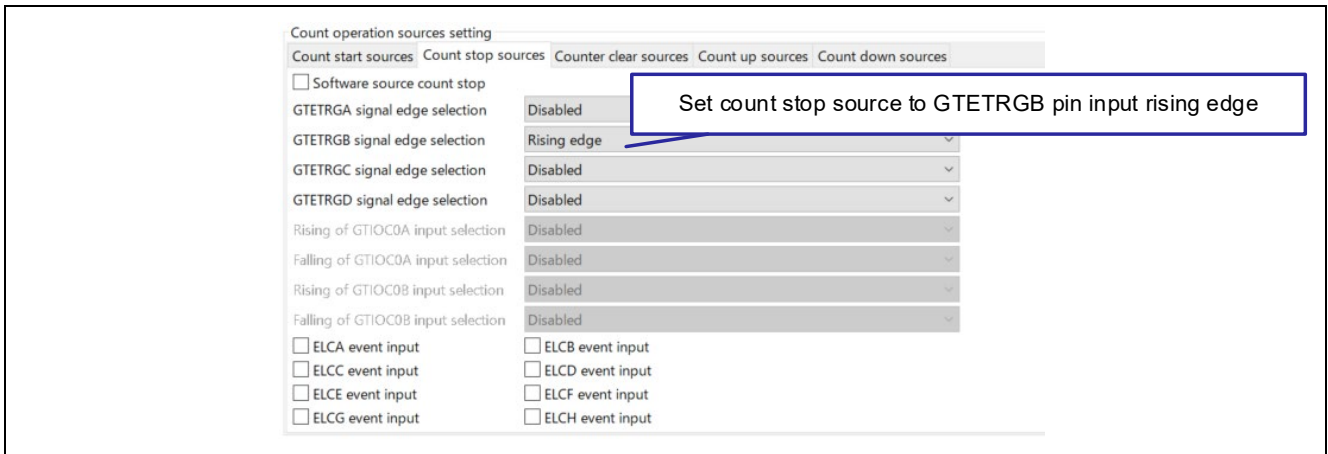 Count operation sources setting
Count start sources Count stop sources Counter clear sources Count up sources Count down sources
Software source count stop
Set count stop source to GTETRGB pin input rising edge
GTETRGA signal edge selection Disabled
GTETRGB signal edge selection Rising edge
GTETRGC signal edge selection Disabled
GTETRGD signal edge selection Disabled
Rising of GTIOC0A input selection Disabled
Falling of GTIOC0A input selection Disabled
Rising of GTIOC0B input selection Disabled
Falling of GTIOC0B input selection Disabled
ELCA event input ELCB event input
ELCC event input ELCD event input
ELCE event input ELCF event input
ELCG event input ELCH event input